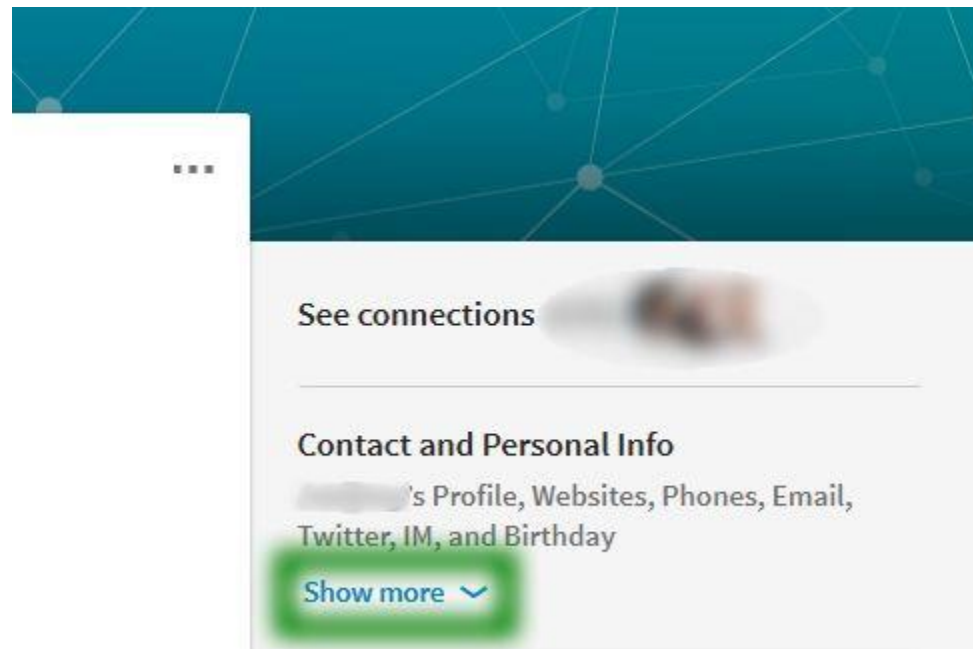 See connections
Contact and Personal Info
's Profile, Websites, Phones, Email,
Twitter, IM, and Birthday
Show more